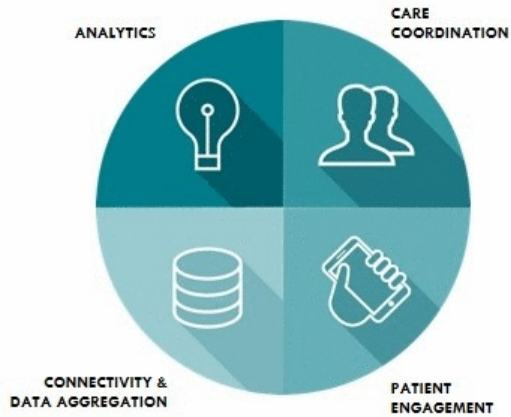 ANALYTICS
CARE
COORDINATION
CONNECTIVITY &
DATA AGGREGATION
PATIENT
ENGAGEMENT